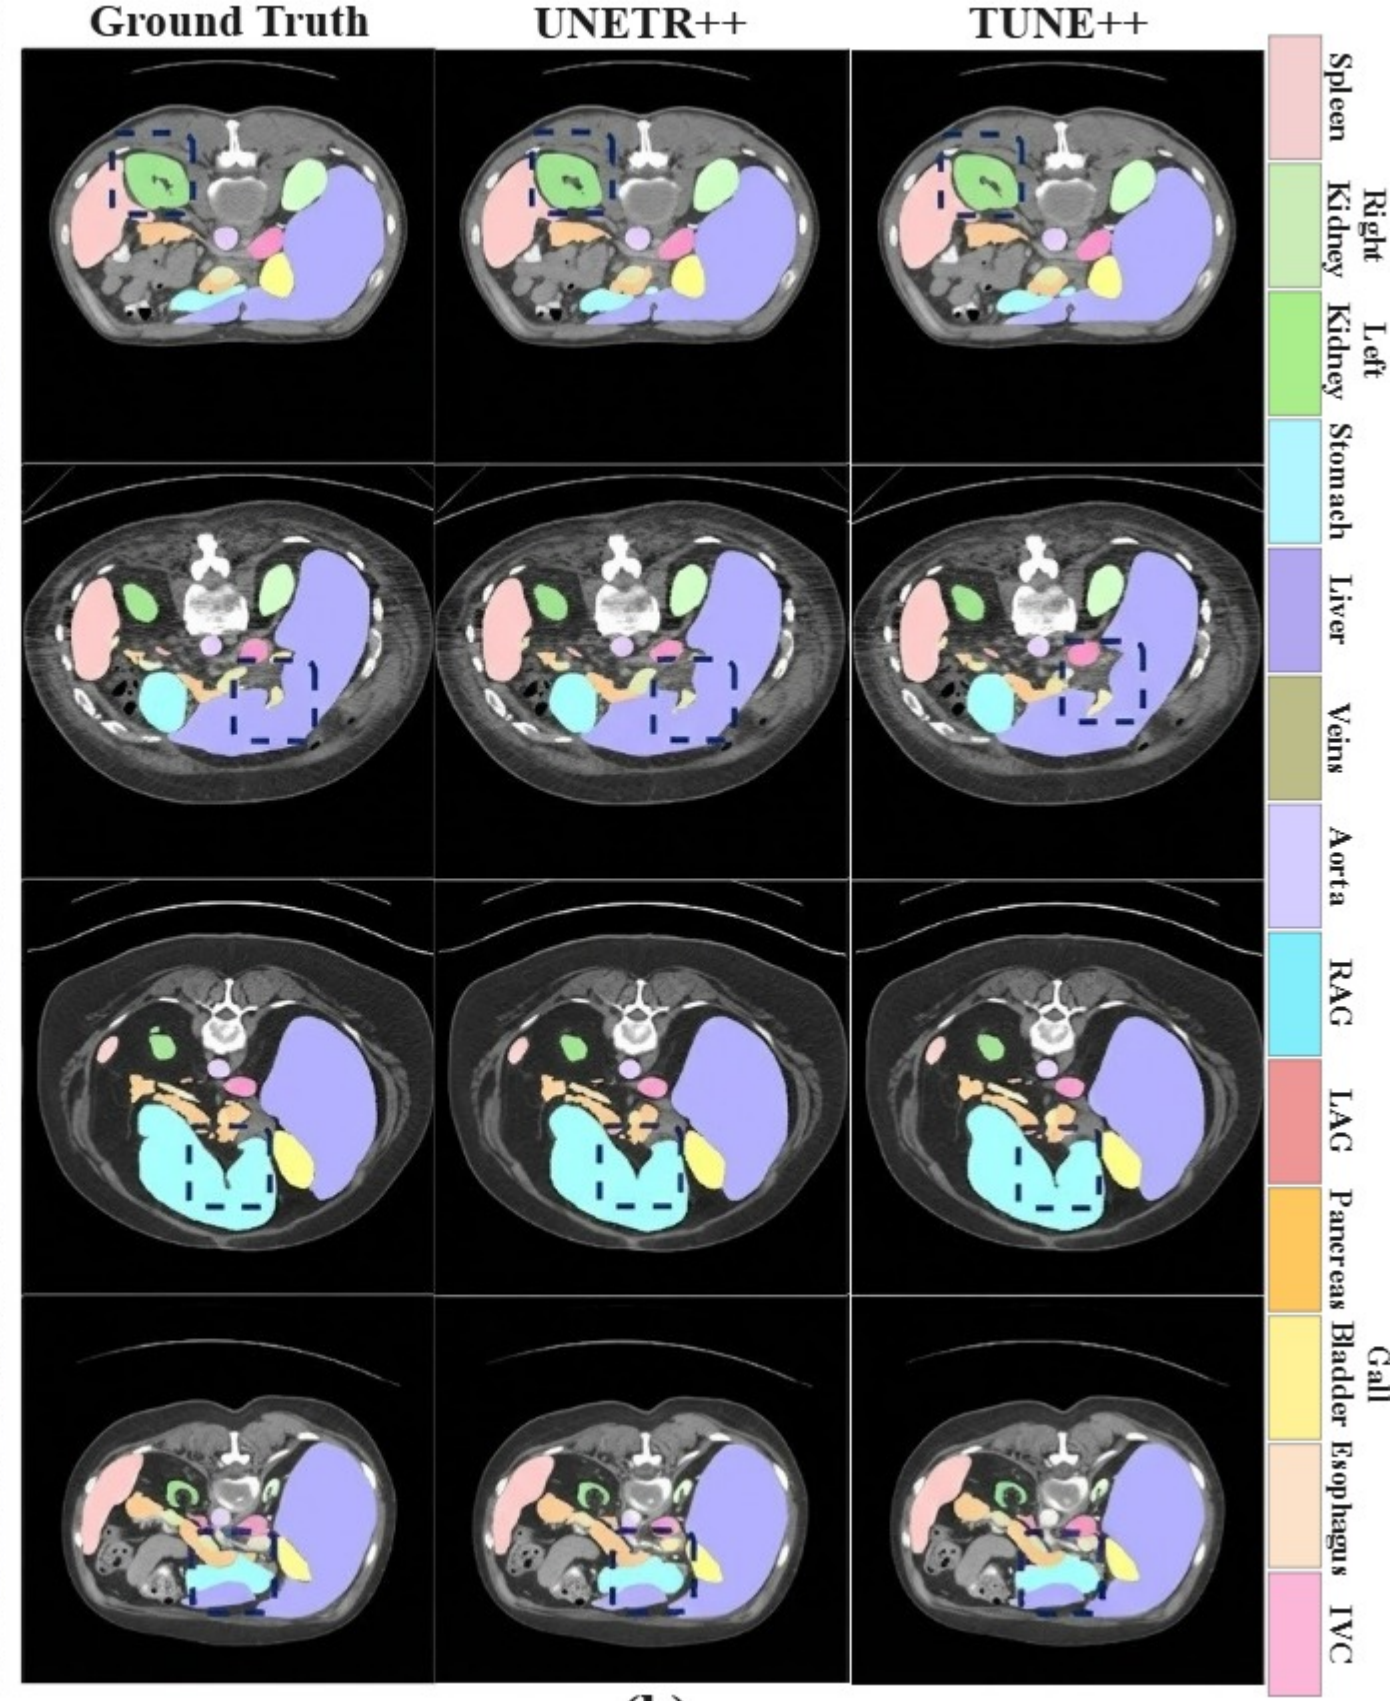 Ground Truth
UNETR++
TUNE++
Spleen
Right
Kidney
Left
Kidney
Stomach
Liver
Veins
Aorta
RAG
LAG
Pancreas
Gall
Bladder
Esophagus
IVC